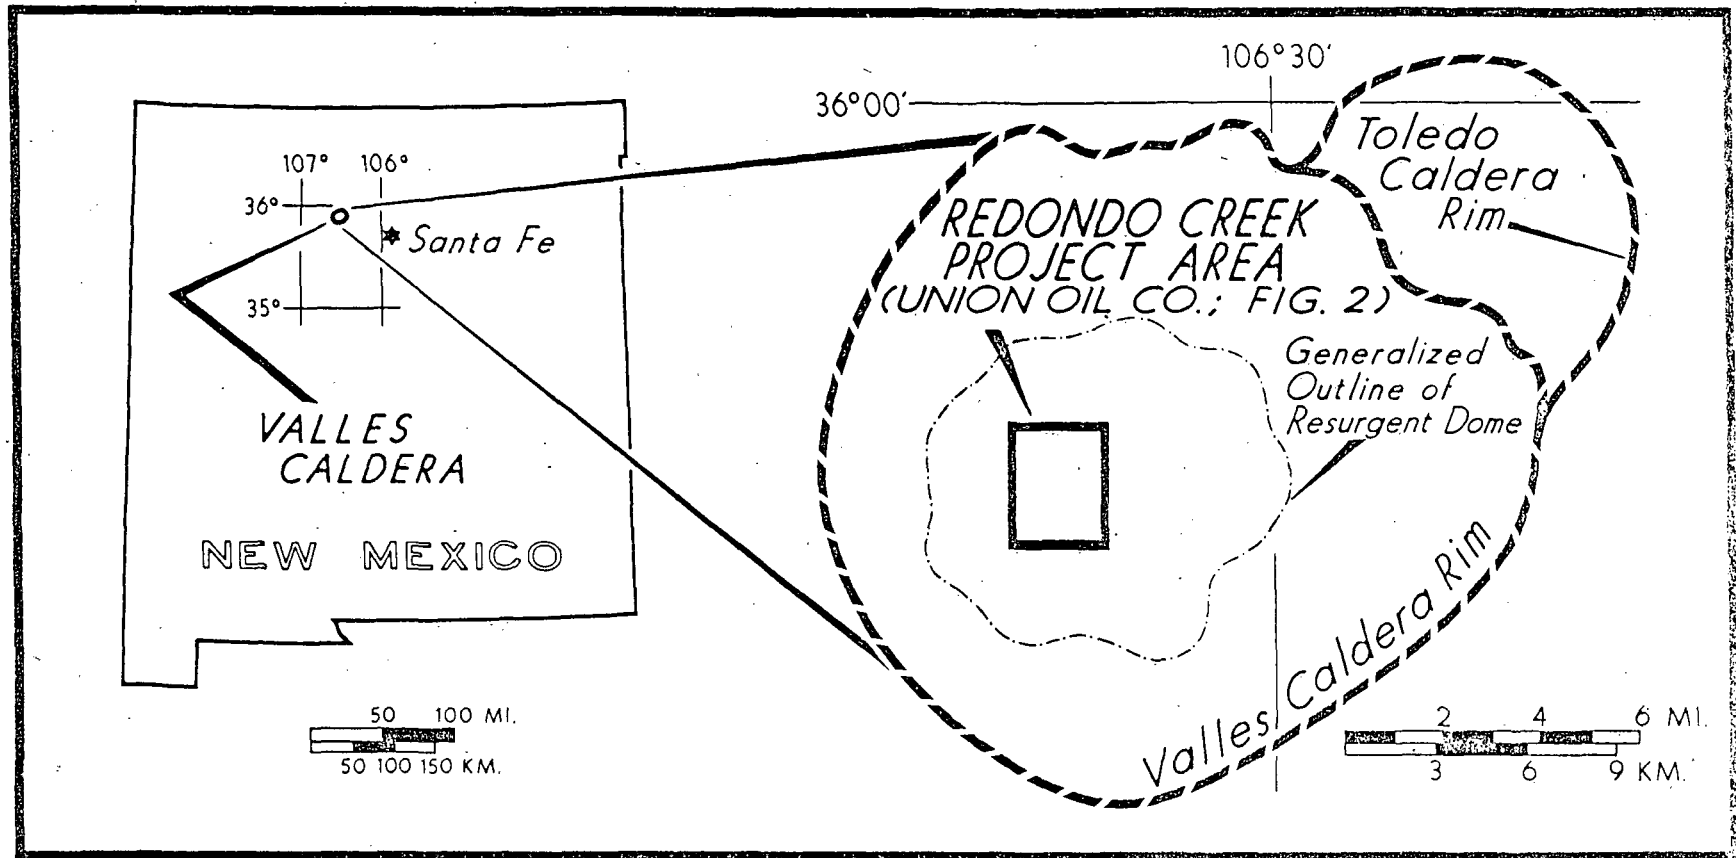 107° 106°
36°
Santa Fe
35°
VALLES
CALDERA
NEW MEXICO
50 100 MI.
50 100 150 KM.
106°30'
36°00'
Toledo
Caldera
Rim
REDONDO CREEK
PROJECT AREA
(UNION OIL CO.; FIG. 2)
Generalized
Outline of
Resurgent Dome
Valles Caldera Rim
2 4 6 MI.
3 6 9 KM.